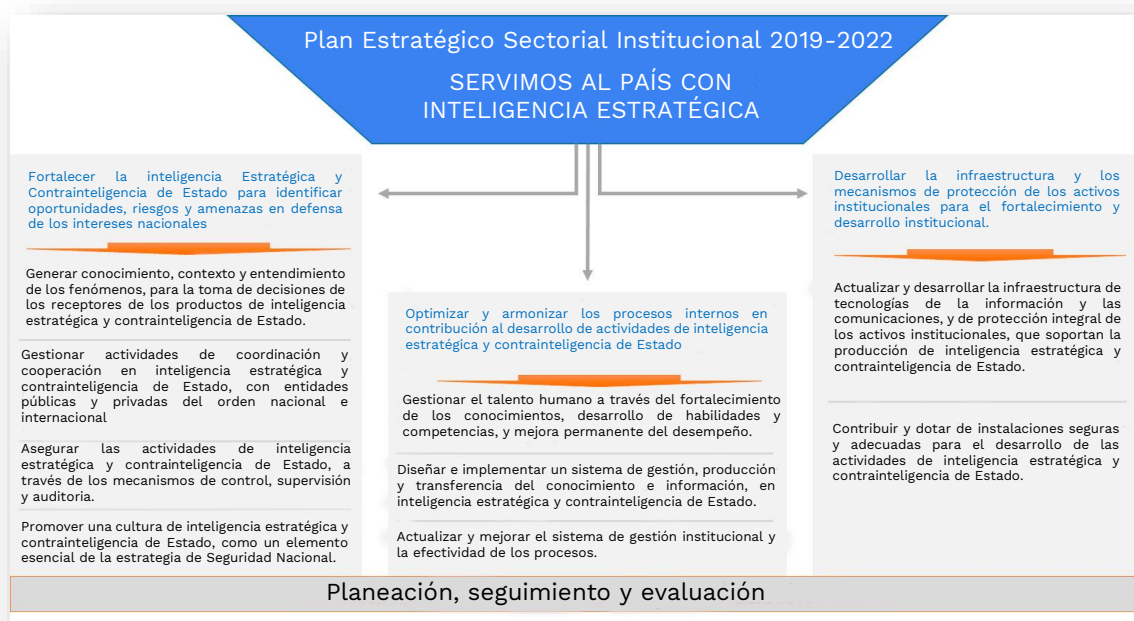 Plan Estratégico Sectorial Institucional 2019-2022
SERVIMOS AL PAÍS CON
INTELIGENCIA ESTRATÉGICA
Fortalecer la inteligencia Estratégica y
Contrainteligencia de Estado para identificar
oportunidades, riesgos y amenazas en defensa
de los intereses nacionales
Generar conocimiento, contexto y entendimiento
de los fenómenos, para la toma de decisiones de
los receptores de los productos de inteligencia
estratégica y contrainteligencia de Estado.
Gestionar actividades de coordinación y
cooperación en inteligencia estratégica y
contrainteligencia de Estado, con entidades
públicas y privadas del orden nacional e
internacional
Asegurar las actividades de inteligencia
estratégica y contrainteligencia de Estado, a
través de los mecanismos de control, supervisión
y auditoria.
Promover una cultura de inteligencia estratégica y
contrainteligencia de Estado, como un elemento
esencial de la estrategia de Seguridad Nacional.
Optimizar y armonizar los procesos internos en
contribución al desarrollo de actividades de inteligencia
estratégica y contrainteligencia de Estado
Gestionar el talento humano a través del fortalecimiento
de los conocimientos, desarrollo de habilidades y
competencias, y mejora permanente del desempeño.
Diseñar e implementar un sistema de gestión, producción
y transferencia del conocimiento e información, en
inteligencia estratégica y contrainteligencia de Estado.
Actualizar y mejorar el sistema de gestión institucional y
la efectividad de los procesos.
Desarrollar la infraestructura y los
mecanismos de protección de los activos
institucionales para el fortalecimiento y
desarrollo institucional.
Actualizar y desarrollar la infraestructura de
tecnologías de la información y las
comunicaciones, y de protección integral de
los activos institucionales, que soportan la
producción de inteligencia estratégica y
contrainteligencia de Estado.
Contribuir y dotar de instalaciones seguras
y adecuadas para el desarrollo de las
actividades de inteligencia estratégica y
contrainteligencia de Estado.
Planeación, seguimiento y evaluación